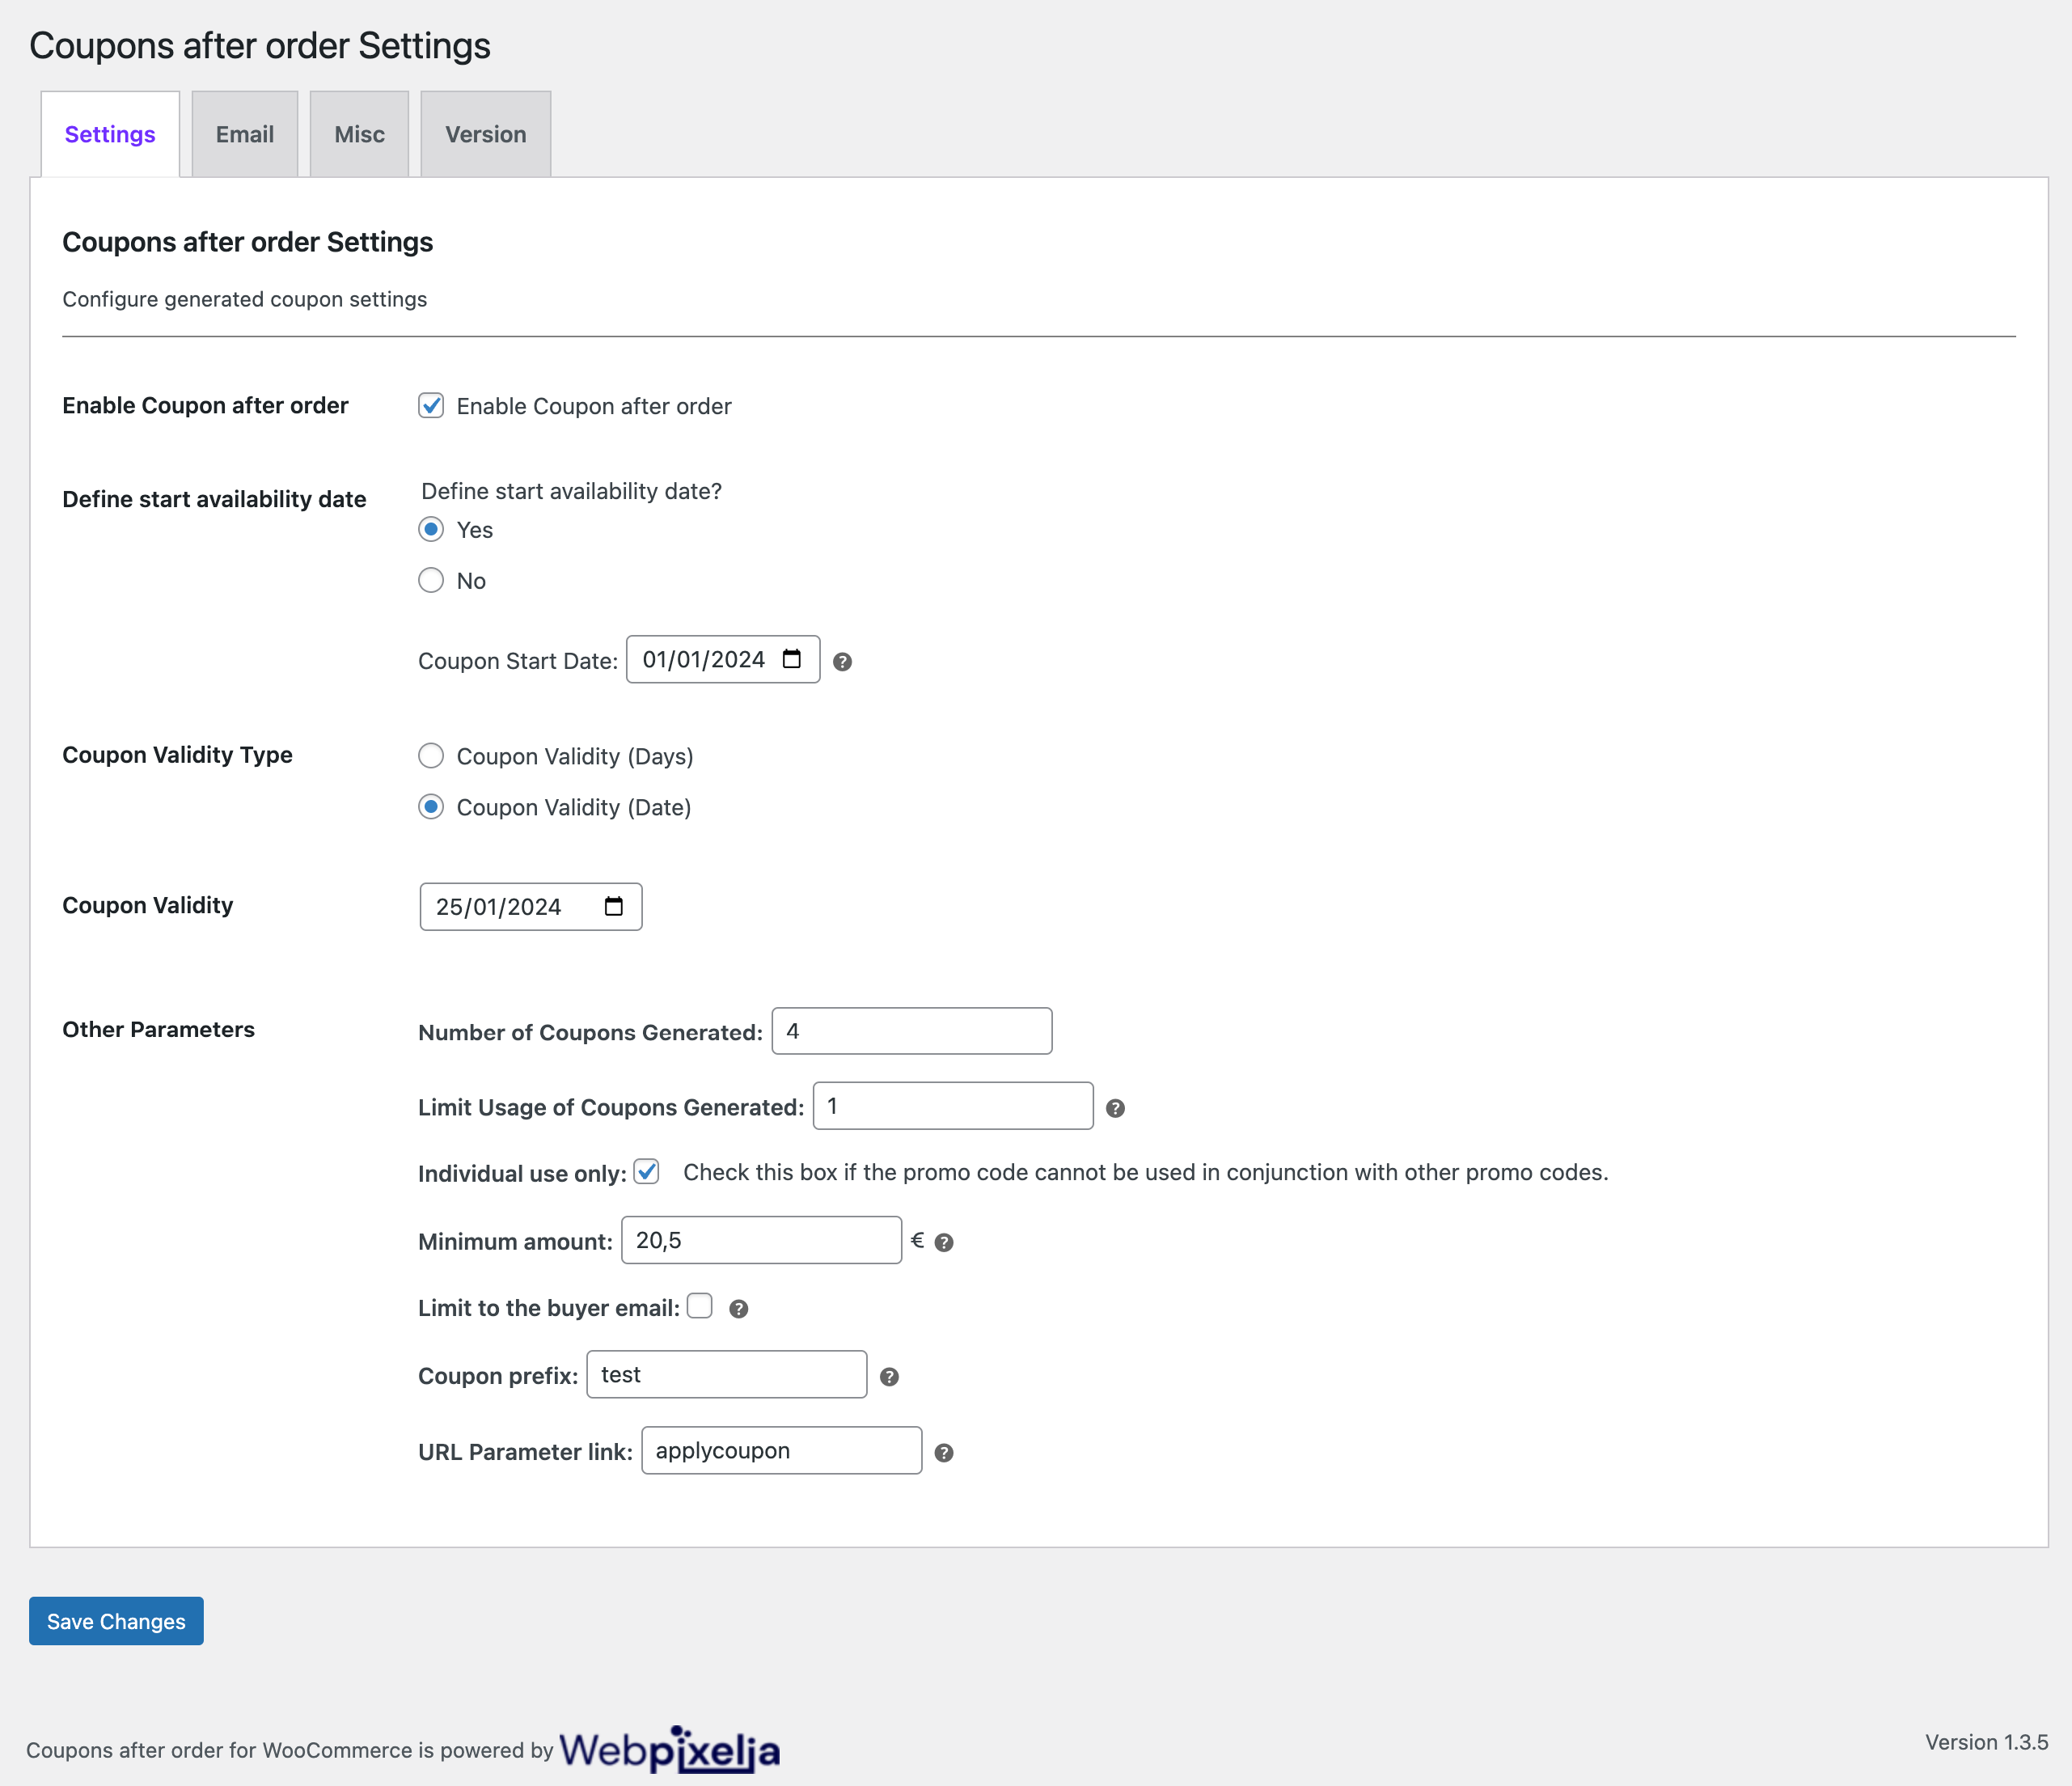 Coupons after order Settings
Settings Email Misc Version
Coupons after order Settings
Configure generated coupon settings
Enable Coupon after order Enable Coupon after order
Define start availability date Define start availability date?
Yes
No
Coupon Start Date: 01/01/2024 ?
Coupon Validity Type Coupon Validity (Days)
Coupon Validity (Date)
Coupon Validity 25/01/2024
Other Parameters Number of Coupons Generated: 4
Limit Usage of Coupons Generated: 1 ?
Individual use only: Check this box if the promo code cannot be used in conjunction with other promo codes.
Minimum amount: 20,5 € ?
Limit to the buyer email: ?
Coupon prefix: test ?
URL Parameter link: applycoupon ?
Save Changes
Coupons after order for WooCommerce is powered by Webpixelia
Version 1.3.5